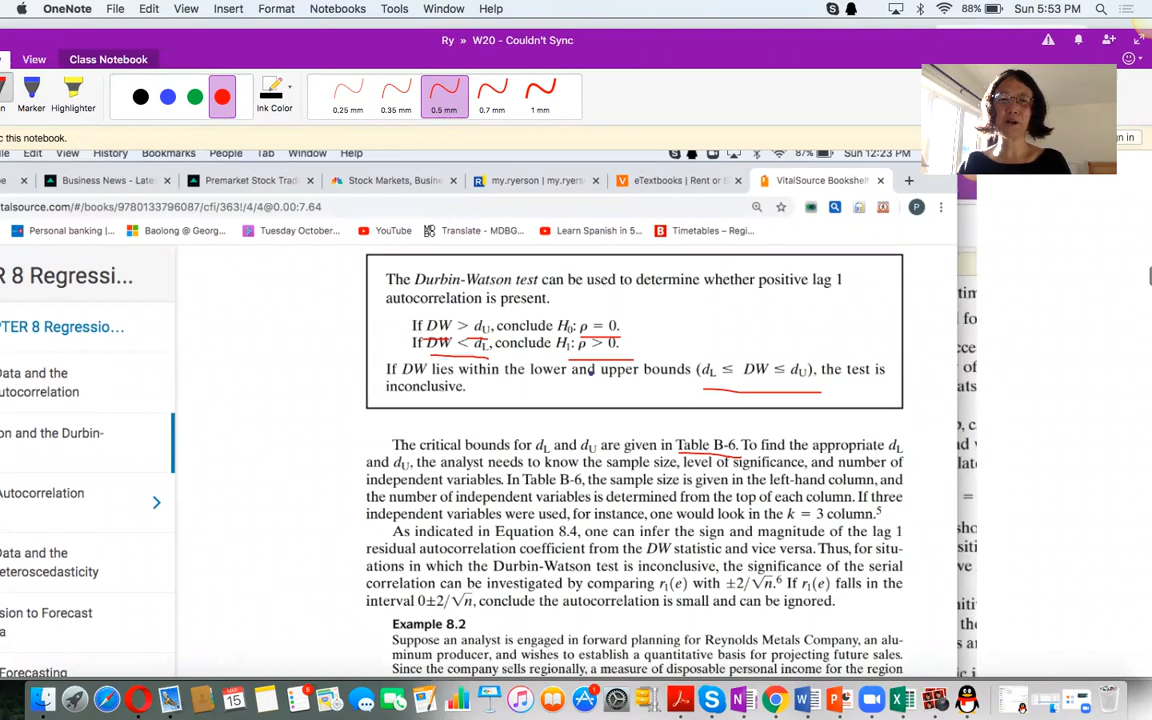 OneNote File Edit View Insert Format Notebooks Tools Window Help 88% Sun 5:53 PM
Ry » W20 - Couldn't Sync
View Class Notebook
Marker Highlighter Ink Color 0.25 mm 0.35 mm 0.5 mm 0.7 mm 1 mm
this notebook.
Edit View History Bookmarks People Tab Window Help 87% Sun 12:23 PM
Business News - Late Premarket Stock Trad Stock Markets, Busine my.ryerson | my.ryers eTextbooks | Rent or B VitalSource Bookshelf
alsource.com/#/books/9780133796087/cfi/363!/4/4@0.00:7.64
Personal banking |... Baolong @ Georg... Tuesday October... YouTube Translate - MDBG... Learn Spanish in 5... Timetables – Regi...
R 8 Regressi...
PTER 8 Regressio...
Data and the
autocorrelation
on and the Durbin-
Autocorrelation
Data and the
eteroscedasticity
sion to Forecast
a
Forecasting
The Durbin-Watson test can be used to determine whether positive lag 1
autocorrelation is present.
If DW > dU, conclude H0: ρ = 0.
If DW < dL, conclude H1: ρ > 0.
If DW lies within the lower and upper bounds (dL ≤ DW ≤ dU), the test is
inconclusive.
The critical bounds for dL and dU are given in Table B-6. To find the appropriate dL
and dU, the analyst needs to know the sample size, level of significance, and number of
independent variables. In Table B-6, the sample size is given in the left-hand column, and
the number of independent variables is determined from the top of each column. If three
independent variables were used, for instance, one would look in the k = 3 column.5
As indicated in Equation 8.4, one can infer the sign and magnitude of the lag 1
residual autocorrelation coefficient from the DW statistic and vice versa. Thus, for situ-
ations in which the Durbin-Watson test is inconclusive, the significance of the serial
correlation can be investigated by comparing r1(e) with ±2/√n.6 If r1(e) falls in the
interval 0±2/√n, conclude the autocorrelation is small and can be ignored.
Example 8.2
Suppose an analyst is engaged in forward planning for Reynolds Metals Company, an alu-
minum producer, and wishes to establish a quantitative basis for projecting future sales.
Since the company sells regionally, a measure of disposable personal income for the region